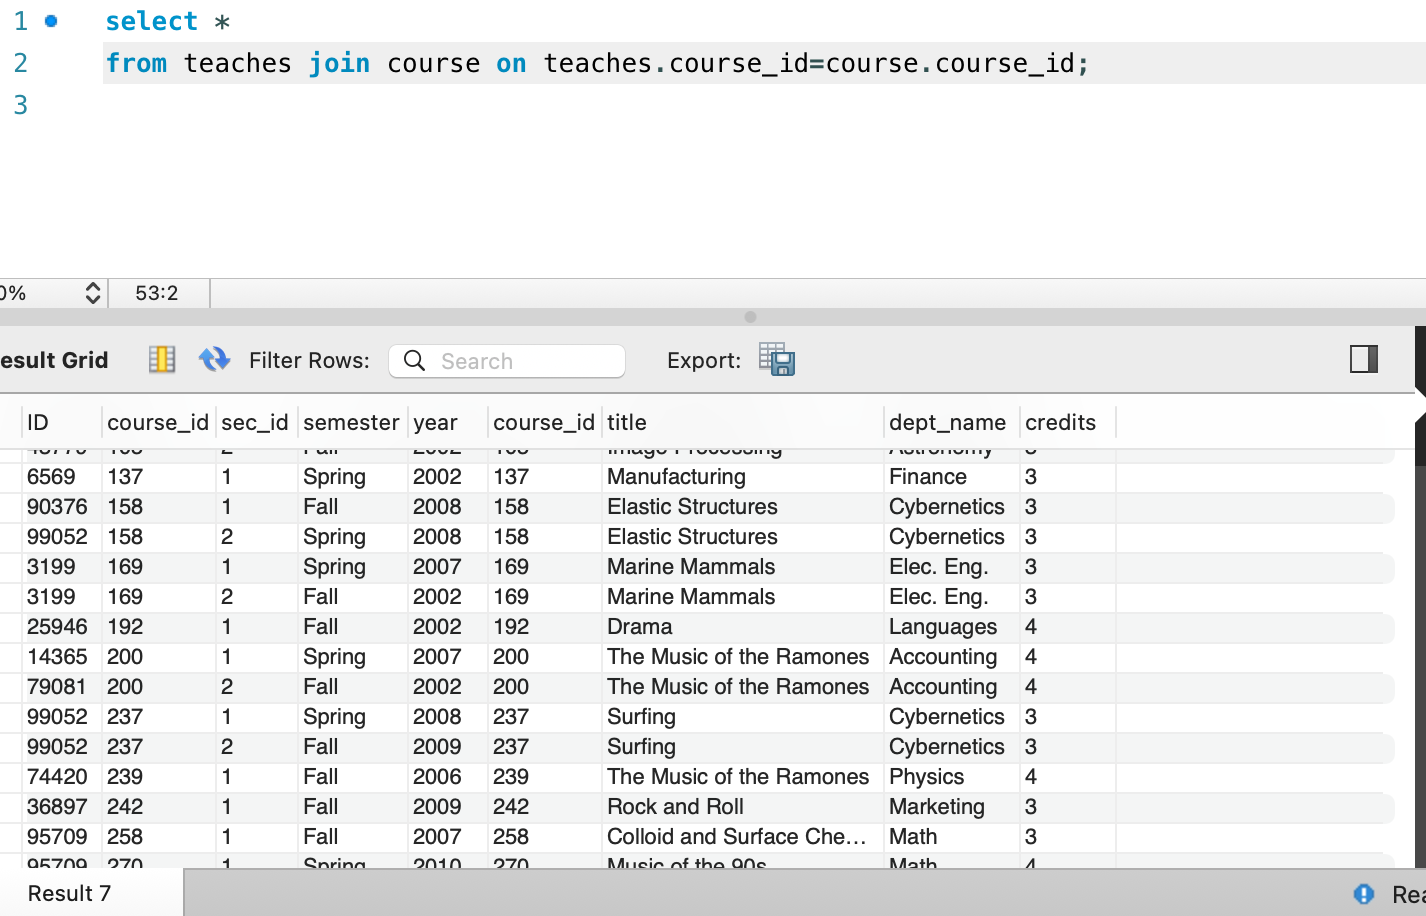 1 select *
2 from teaches join course on teaches.course_id=course.course_id;
3
0% 53:2
esult Grid Filter Rows: Search Export:
ID course_id sec_id semester year course_id title dept_name credits
Image Processing Astronomy
6569 137 1 Spring 2002 137 Manufacturing Finance 3
90376 158 1 Fall 2008 158 Elastic Structures Cybernetics 3
99052 158 2 Spring 2008 158 Elastic Structures Cybernetics 3
3199 169 1 Spring 2007 169 Marine Mammals Elec. Eng. 3
3199 169 2 Fall 2002 169 Marine Mammals Elec. Eng. 3
25946 192 1 Fall 2002 192 Drama Languages 4
14365 200 1 Spring 2007 200 The Music of the Ramones Accounting 4
79081 200 2 Fall 2002 200 The Music of the Ramones Accounting 4
99052 237 1 Spring 2008 237 Surfing Cybernetics 3
99052 237 2 Fall 2009 237 Surfing Cybernetics 3
74420 239 1 Fall 2006 239 The Music of the Ramones Physics 4
36897 242 1 Fall 2009 242 Rock and Roll Marketing 3
95709 258 1 Fall 2007 258 Colloid and Surface Che... Math 3
95709 270 1 Spring 2010 270 Music of the 90s Math 4
Result 7 Rea